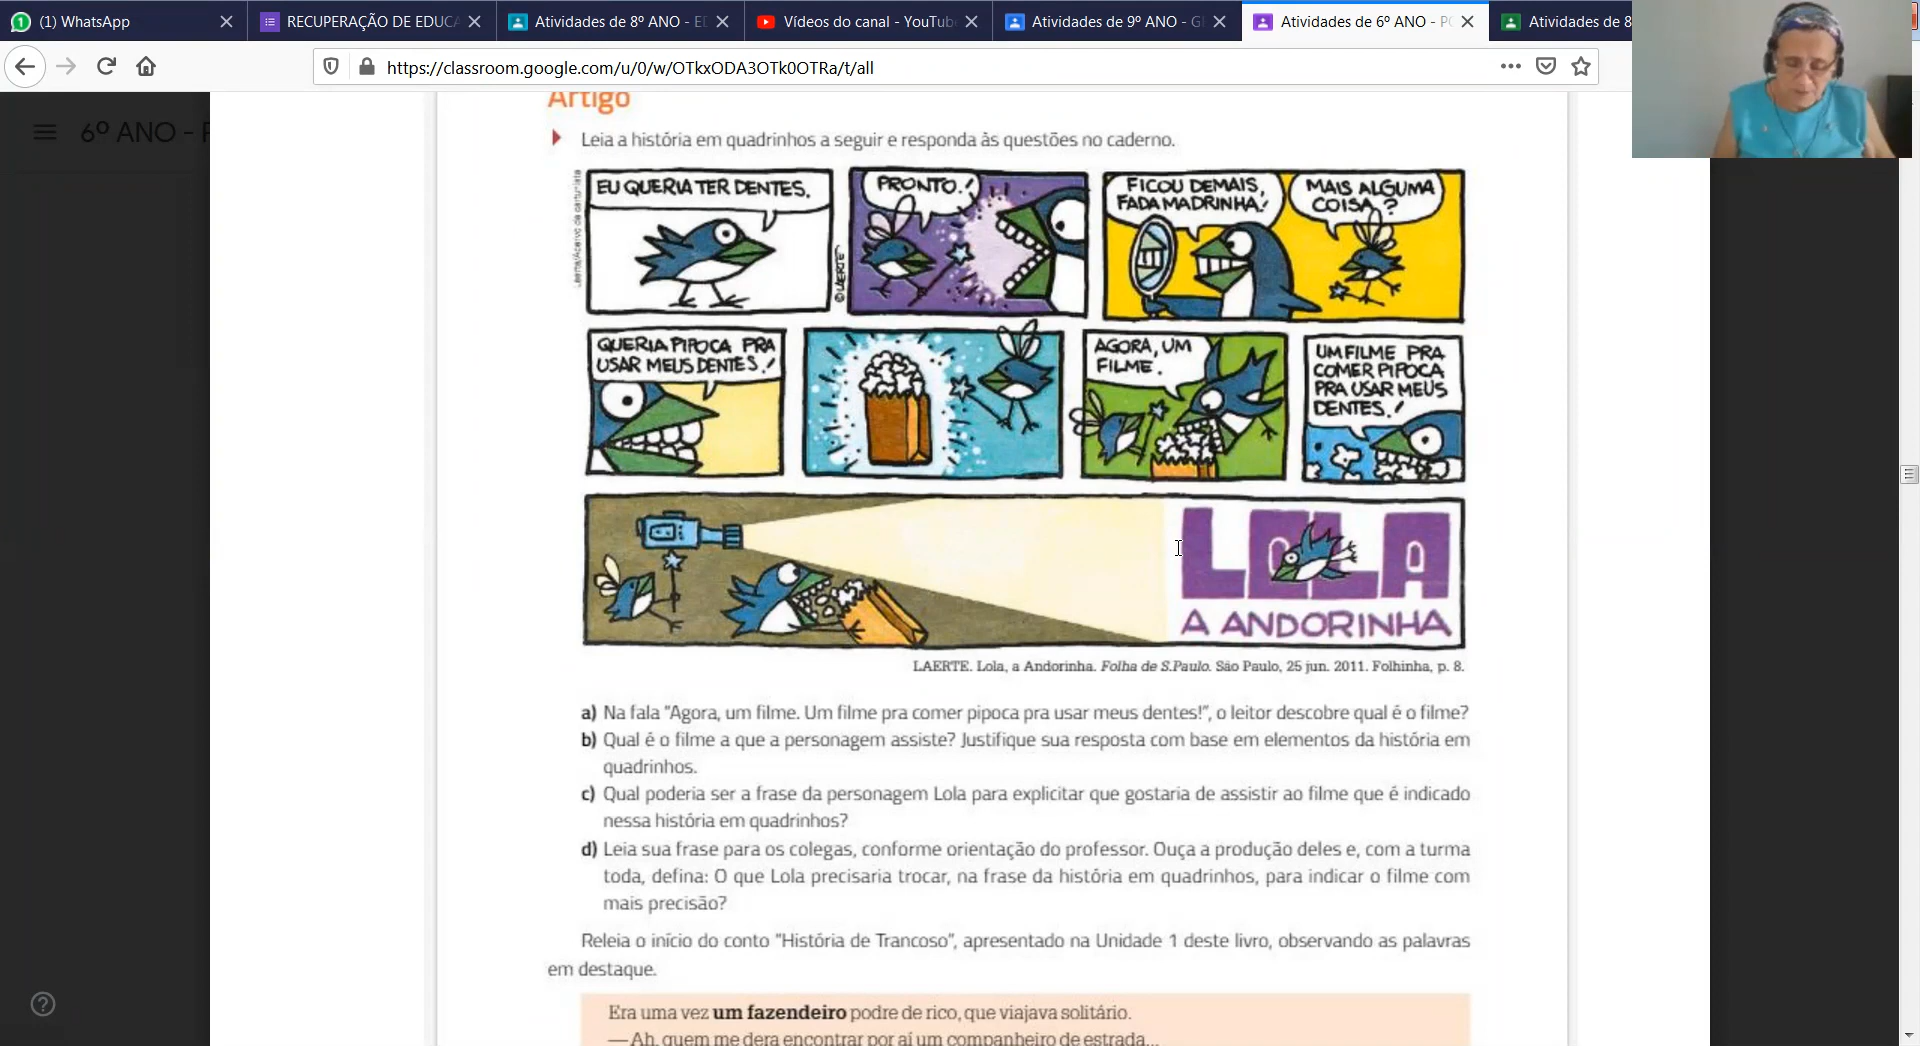 (1) WhatsApp
RECUPERAÇÃO DE EDUCA
Atividades de 8º ANO - E
Vídeos do canal - YouTube
Atividades de 9º ANO - G
Atividades de 6º ANO - P
Atividades de 8
https://classroom.google.com/u/0/w/OTkxODA3OTk0OTRa/t/all
6º ANO - P
Artigo
Leia a história em quadrinhos a seguir e responda às questões no caderno.
Laerte/Acervo da cartunista
EU QUERIA TER DENTES.
© LAERTE
PRONTO!
FICOU DEMAIS,
FADA MADRINHA!
MAIS ALGUMA
COISA?
QUERIA PIPOCA PRA
USAR MEUS DENTES!
AGORA, UM
FILME.
UM FILME PRA
COMER PIPOCA
PRA USAR MEUS
DENTES!
LOLA
A ANDORINHA
LAERTE. Lola, a Andorinha. Folha de S.Paulo. São Paulo, 25 jun. 2011. Folhinha, p. 8.
a) Na fala "Agora, um filme. Um filme pra comer pipoca pra usar meus dentes!", o leitor descobre qual é o filme?
b) Qual é o filme a que a personagem assiste? Justifique sua resposta com base em elementos da história em
quadrinhos.
c) Qual poderia ser a frase da personagem Lola para explicitar que gostaria de assistir ao filme que é indicado
nessa história em quadrinhos?
d) Leia sua frase para os colegas, conforme orientação do professor. Ouça a produção deles e, com a turma
toda, defina: O que Lola precisaria trocar, na frase da história em quadrinhos, para indicar o filme com
mais precisão?
Releia o início do conto "História de Trancoso", apresentado na Unidade 1 deste livro, observando as palavras
em destaque.
Era uma vez um fazendeiro podre de rico, que viajava solitário.
— Ah, quem me dera encontrar por aí um companheiro de estrada...